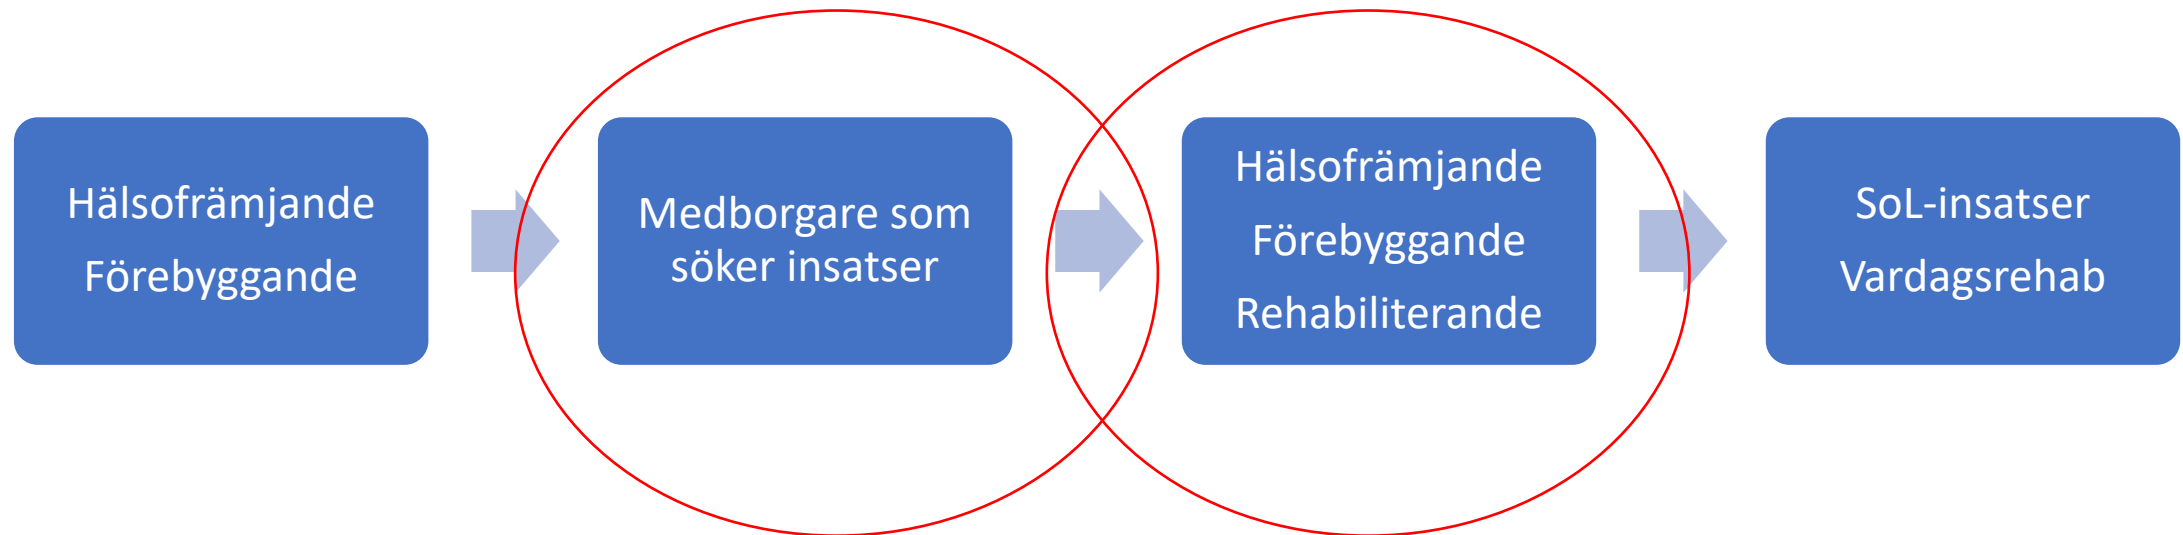 Hälsofrämjande
Förebyggande
Medborgare som
söker insatser
Hälsofrämjande
Förebyggande
Rehabiliterande
SoL-insatser
Vardagsrehab